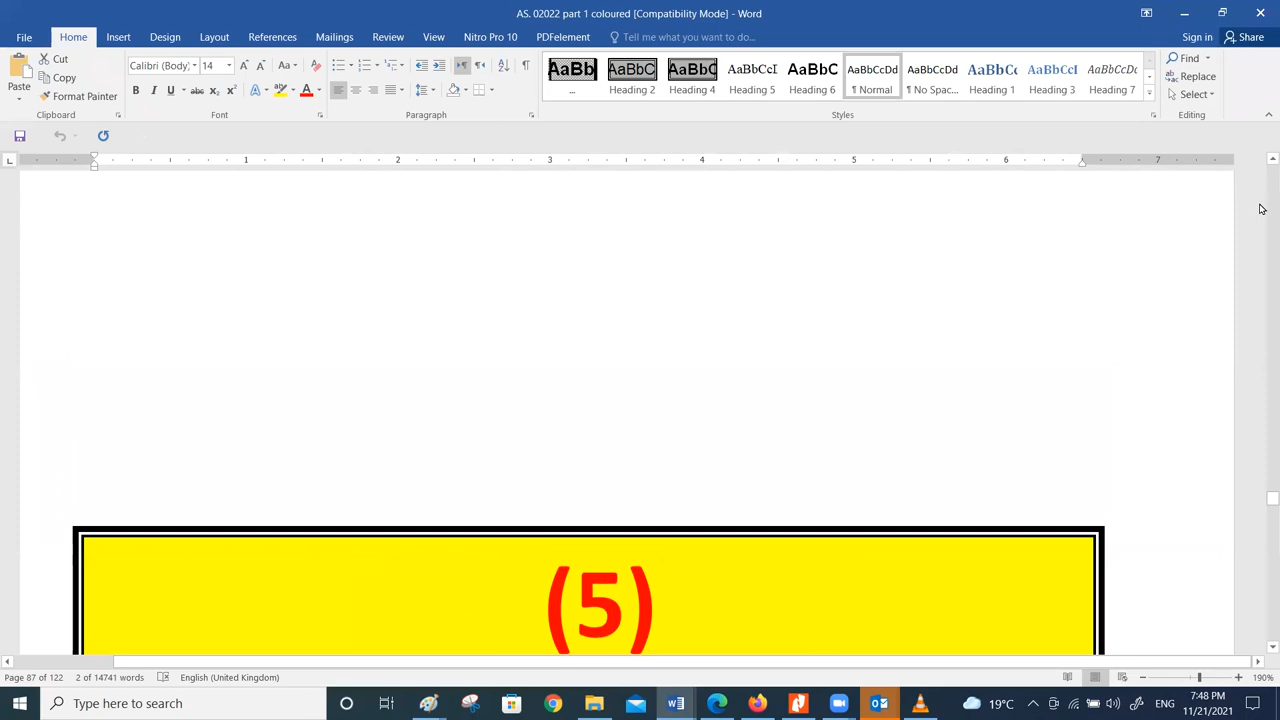 AS. 02022 part 1 coloured [Compatibility Mode] - Word
File Home Insert Design Layout References Mailings Review View Nitro Pro 10 PDFelement Tell me what you want to do... Sign in Share
Paste Cut Copy Format Painter
Calibri (Body) 14 Aa
B I U abc x₂ x² A A
AaBb AaBbC AaBbC AaBbCcI AaBbC AaBbCcDd AaBbCcDd AaBbCc AaBbCcI AaBbCcDc
... Heading 2 Heading 4 Heading 5 Heading 6 ¶ Normal ¶ No Spac... Heading 1 Heading 3 Heading 7
Find Replace Select
Clipboard Font Paragraph Styles Editing
1 2 3 4 5 6 7
(5)
Page 87 of 122 2 of 14741 words English (United Kingdom) 190%
Type here to search 19°C ENG 7:48 PM
11/21/2021